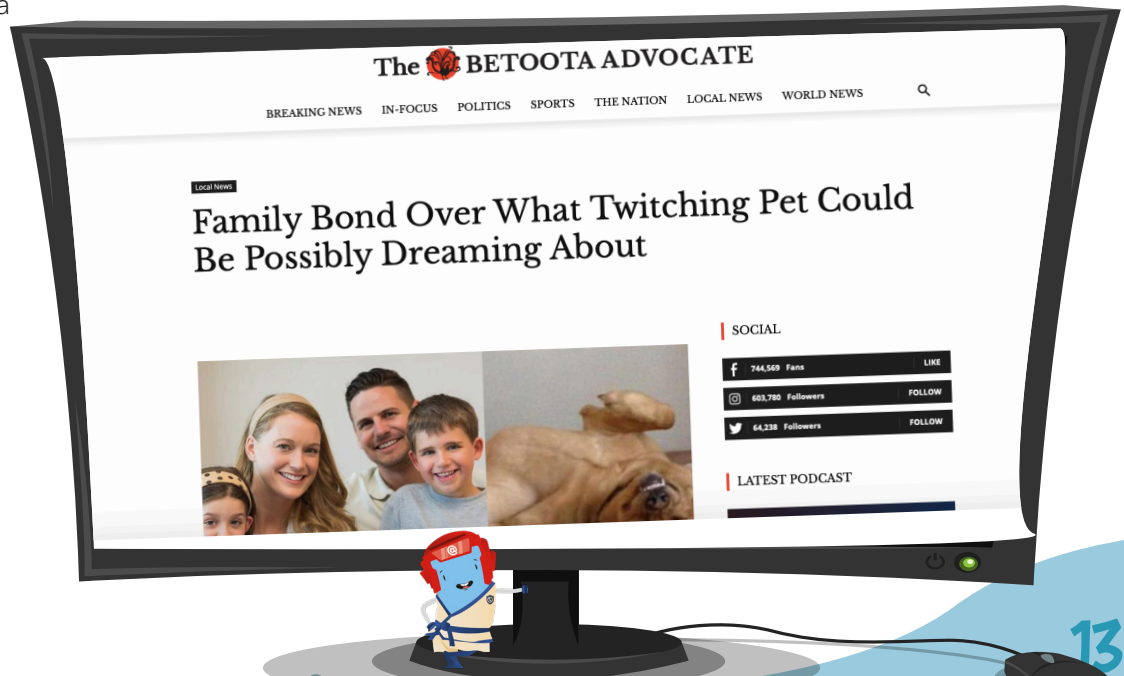 a
The BETOOTA ADVOCATE
BREAKING NEWS IN-FOCUS POLITICS SPORTS THE NATION LOCAL NEWS WORLD NEWS
Local News
Family Bond Over What Twitching Pet Could
Be Possibly Dreaming About
SOCIAL
744,569 Fans LIKE
603,780 Followers FOLLOW
64,238 Followers FOLLOW
LATEST PODCAST
@
13